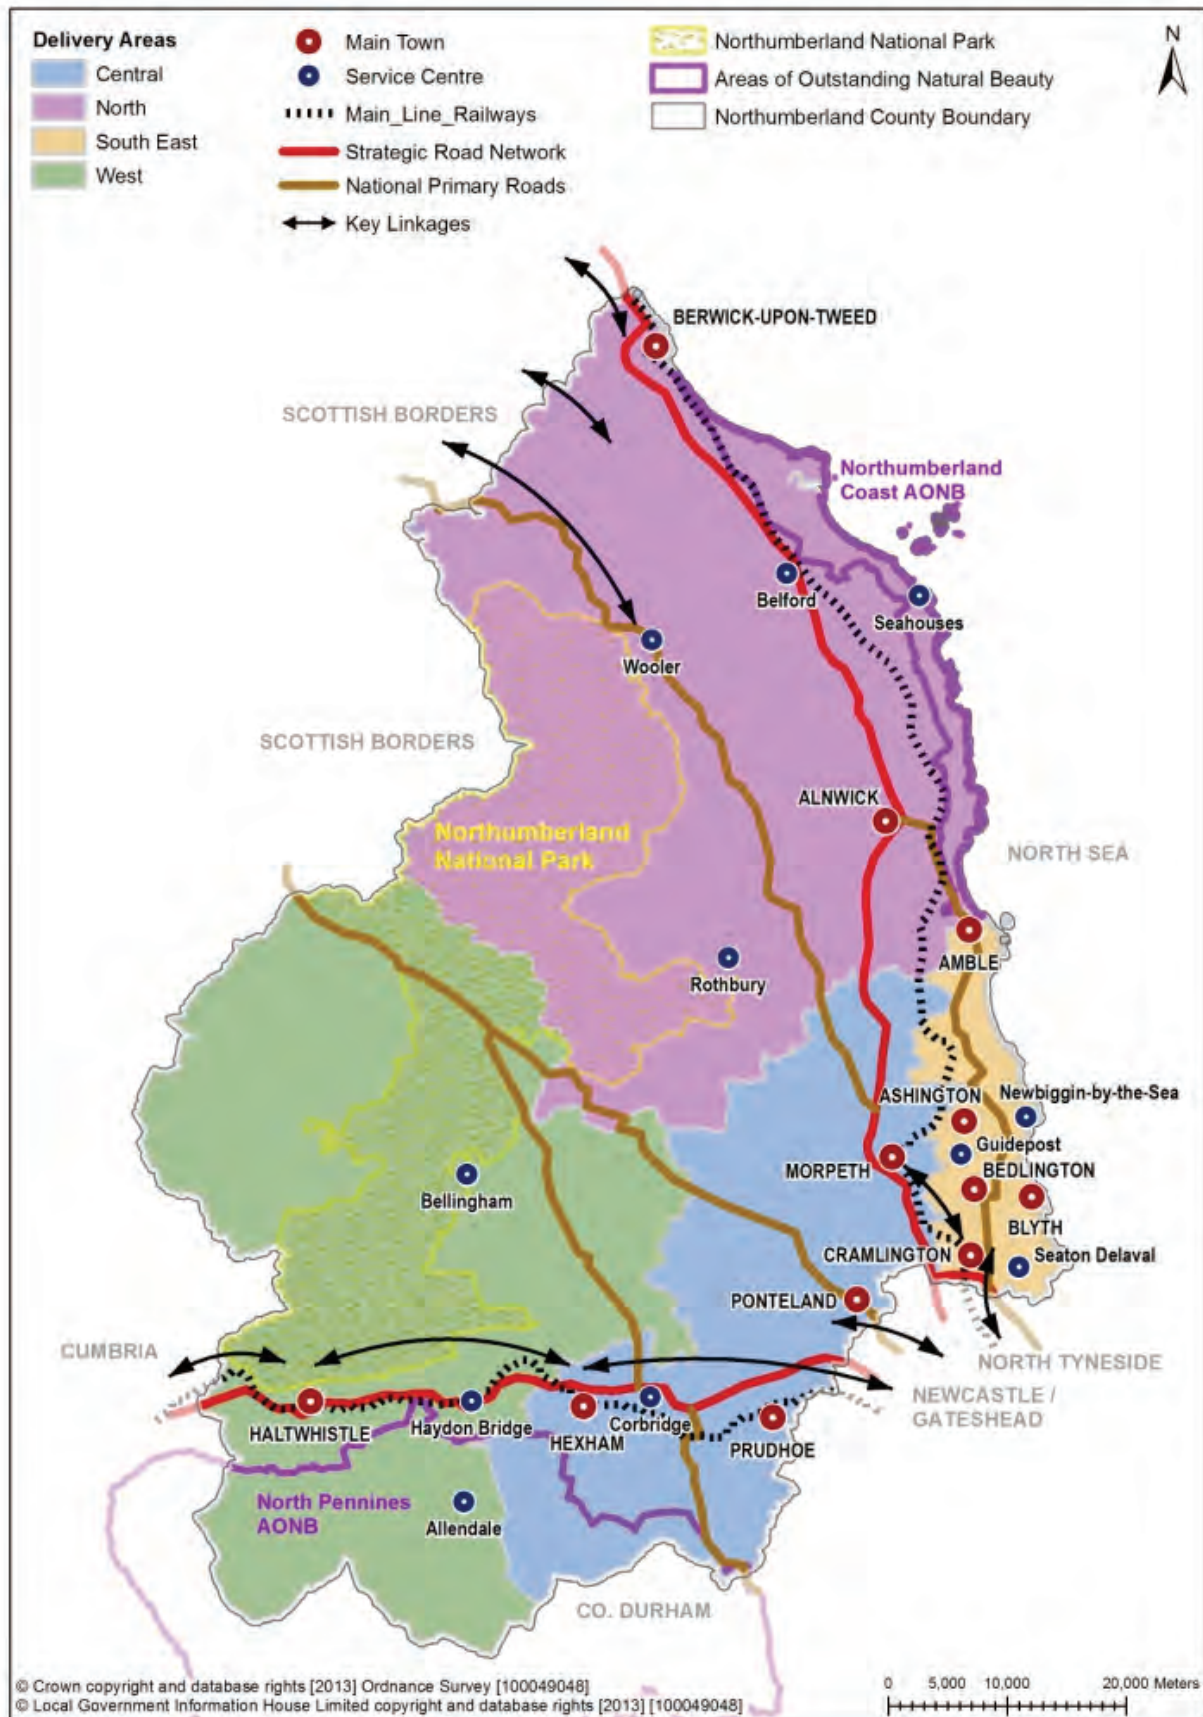 Delivery Areas
Central
North
South East
West
Main Town
Service Centre
Main_Line_Railways
Strategic Road Network
National Primary Roads
Key Linkages
Northumberland National Park
Areas of Outstanding Natural Beauty
Northumberland County Boundary
N
BERWICK-UPON-TWEED
SCOTTISH BORDERS
Northumberland
Coast AONB
Belford
Seahouses
Wooler
SCOTTISH BORDERS
ALNWICK
Northumberland
National Park
NORTH SEA
AMBLE
Rothbury
ASHINGTON
Newbiggin-by-the-Sea
Guidepost
MORPETH
BEDLINGTON
Bellingham
BLYTH
CRAMLINGTON
Seaton Delaval
PONTELAND
CUMBRIA
NORTH TYNESIDE
NEWCASTLE /
GATESHEAD
HALTWHISTLE
Haydon Bridge
HEXHAM
Corbridge
PRUDHOE
North Pennines
AONB
Allendale
CO. DURHAM
© Crown copyright and database rights [2013] Ordnance Survey [100049048]
© Local Government Information House Limited copyright and database rights [2013] [100049048]
0 5,000 10,000 20,000 Meters